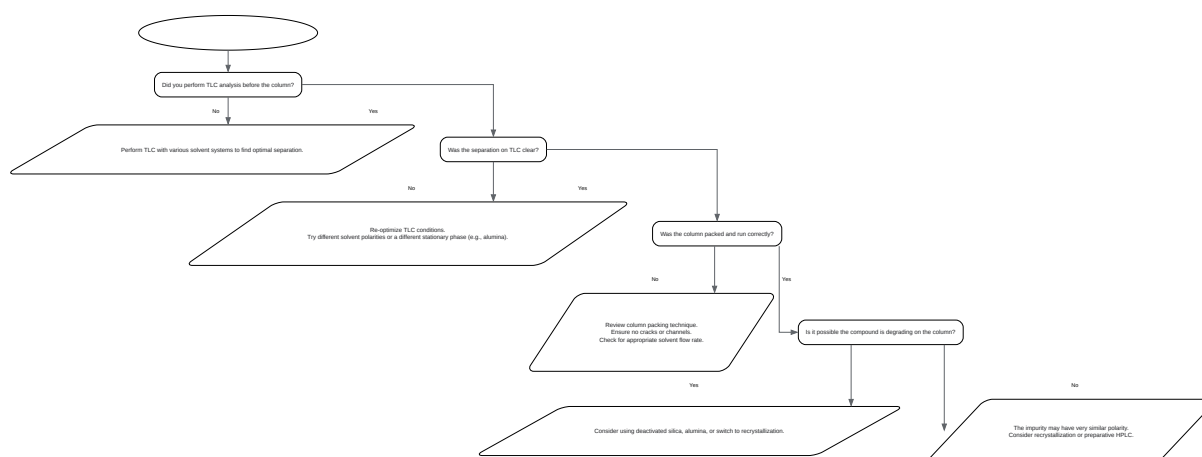 Did you perform TLC analysis before the column?
No
Yes
Perform TLC with various solvent systems to find optimal separation.
Was the separation on TLC clear?
No
Yes
Re-optimize TLC conditions.
Try different solvent polarities or a different stationary phase (e.g., alumina).
Was the column packed and run correctly?
No
Yes
Review column packing technique.
Ensure no cracks or channels.
Check for appropriate solvent flow rate.
Is it possible the compound is degrading on the column?
Yes
No
Consider using deactivated silica, alumina, or switch to recrystallization.
The impurity may have very similar polarity.
Consider recrystallization or preparative HPLC.